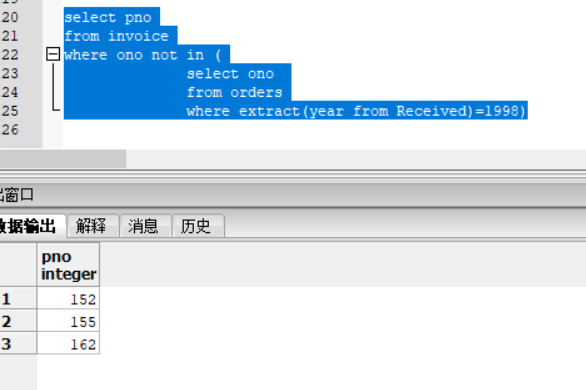 20 select pno
21 from invoice
22 where ono not in (
23 select ono
24 from orders
25 where extract(year from Received)=1998)
26
出窗口
数据输出 解释 消息 历史
pno
integer
1 152
2 155
3 162